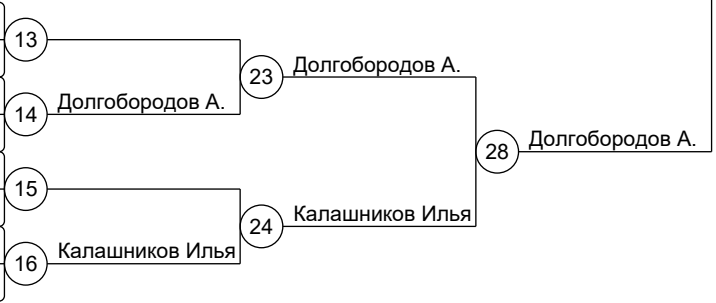 13
Долгобородов А.
23
14
Долгобородов А.
Долгобородов А.
28
15
Калашников Илья
24
Калашников Илья
16